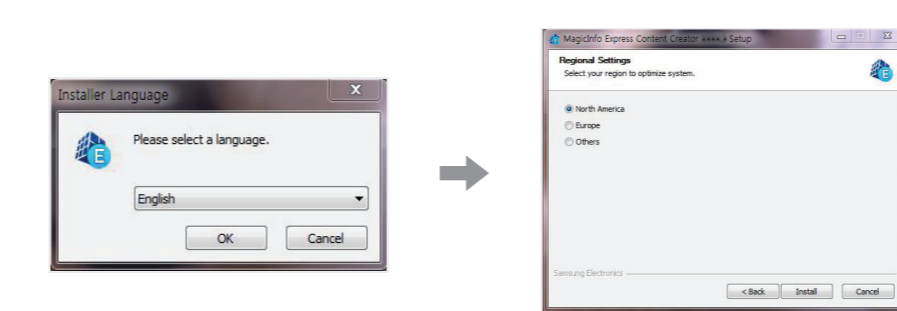 Installer Language
X
Please select a language.
E
English
OK Cancel
MagicInfo Express Content Creator ××××.× Setup
Regional Settings
Select your region to optimize system.
E
North America
Europe
Others
Samsung Electronics
< Back Install Cancel